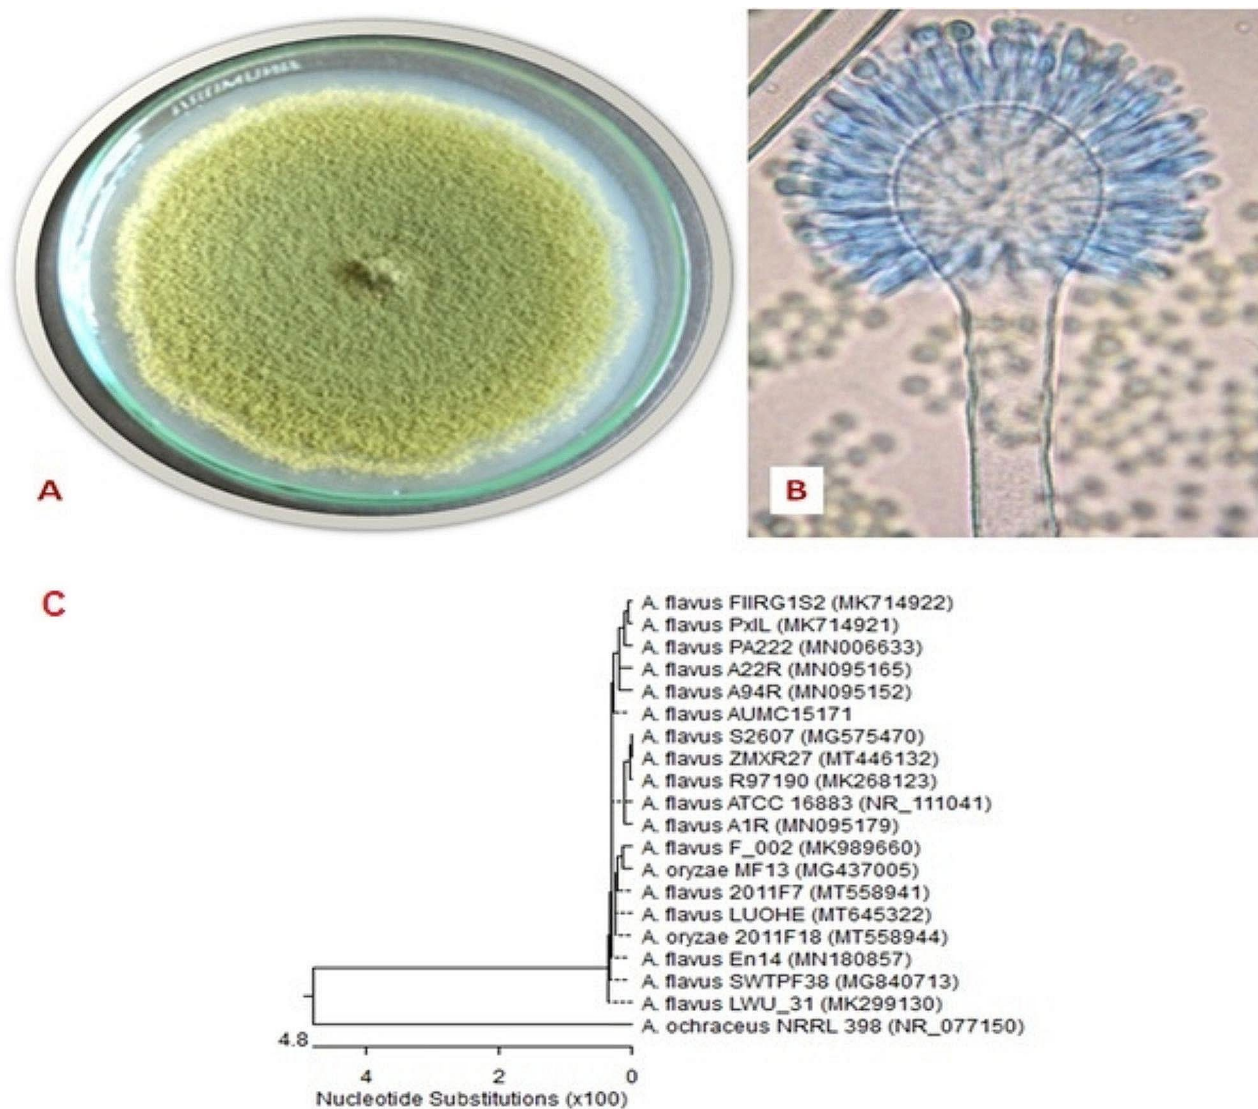 A
B
C
A. flavus FIIRG1S2 (MK714922)
A. flavus PxIL (MK714921)
A. flavus PA222 (MN006633)
A. flavus A22R (MN095165)
A. flavus A94R (MN095152)
A. flavus AUMC15171
A. flavus S2607 (MG575470)
A. flavus ZMXR27 (MT446132)
A. flavus R97190 (MK268123)
A. flavus ATCC 16883 (NR_111041)
A. flavus A1R (MN095179)
A. flavus F_002 (MK989660)
A. oryzae MF13 (MG437005)
A. flavus 2011F7 (MT558941)
A. flavus LUOHE (MT645322)
A. oryzae 2011F18 (MT558944)
A. flavus En14 (MN180857)
A. flavus SWTPF38 (MG840713)
A. flavus LWU_31 (MK299130)
A. ochraceus NRRL 398 (NR_077150)
4.8
4 2 0
Nucleotide Substitutions (x100)